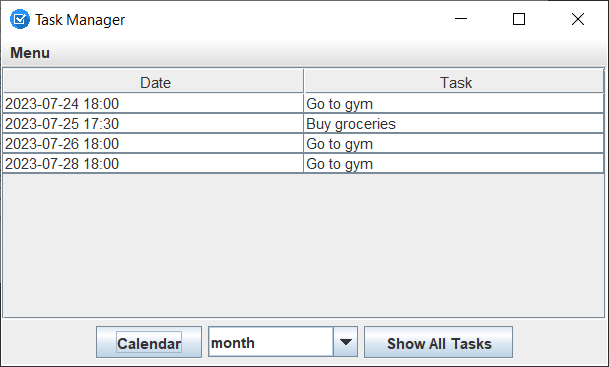 Task Manager
Menu
Date Task
2023-07-24 18:00 Go to gym
2023-07-25 17:30 Buy groceries
2023-07-26 18:00 Go to gym
2023-07-28 18:00 Go to gym
Calendar month Show All Tasks